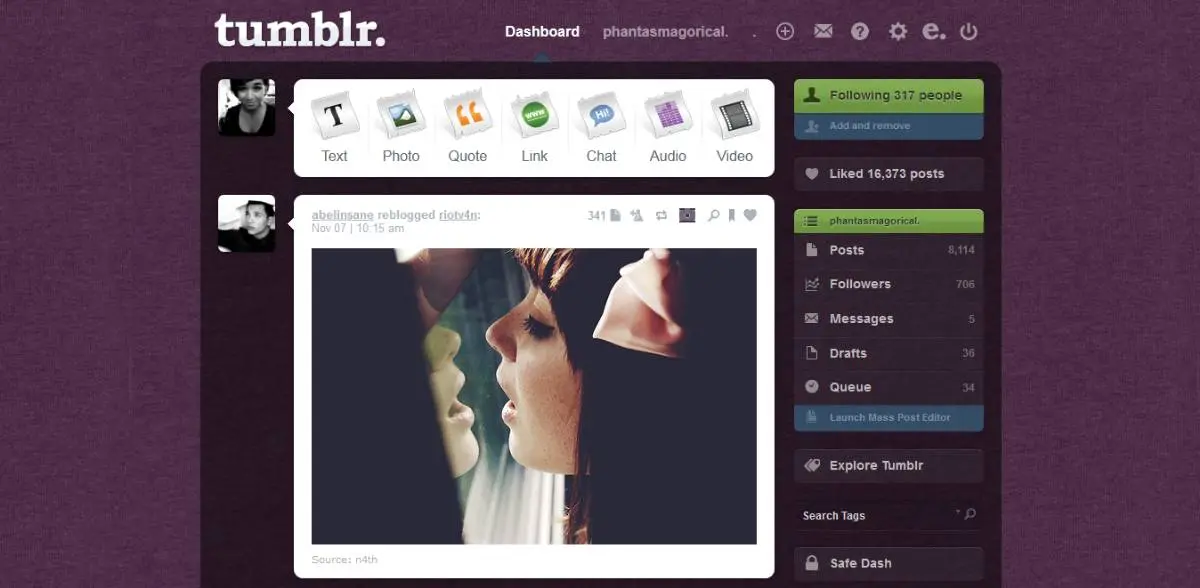 tumblr.
Dashboard phantasmagorical. .
Text Photo Quote Link Chat Audio Video
abelinsane reblogged riotv4n:
341
Nov 07 | 10:15 am
Source: n4th
Following 317 people
Add and remove
Liked 16,373 posts
phantasmagorical.
Posts 8,114
Followers 706
Messages 5
Drafts 36
Queue 34
Launch Mass Post Editor
Explore Tumblr
Search Tags
Safe Dash
T
www
Hi!